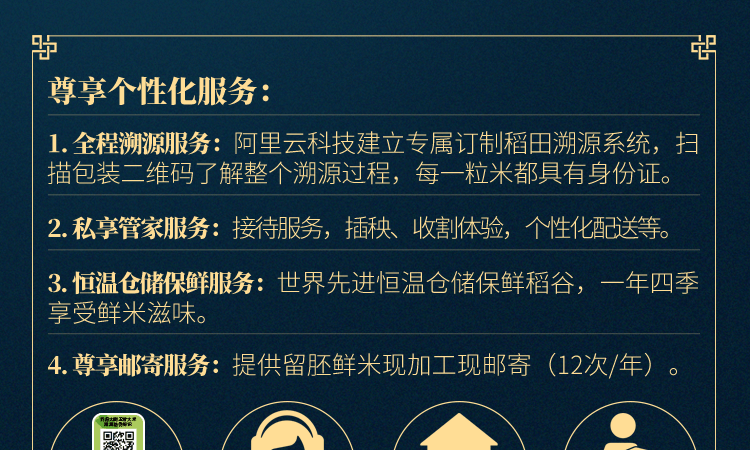 尊享个性化服务：
1. 全程溯源服务：阿里云科技建立专属订制稻田溯源系统，扫
描包装二维码了解整个溯源过程，每一粒米都具有身份证。
2. 私享管家服务：接待服务，插秧、收割体验，个性化配送等。
3. 恒温仓储保鲜服务：世界先进恒温仓储保鲜稻谷，一年四季
享受鲜米滋味。
4. 尊享邮寄服务：提供留胚鲜米现加工现邮寄（12次/年）。